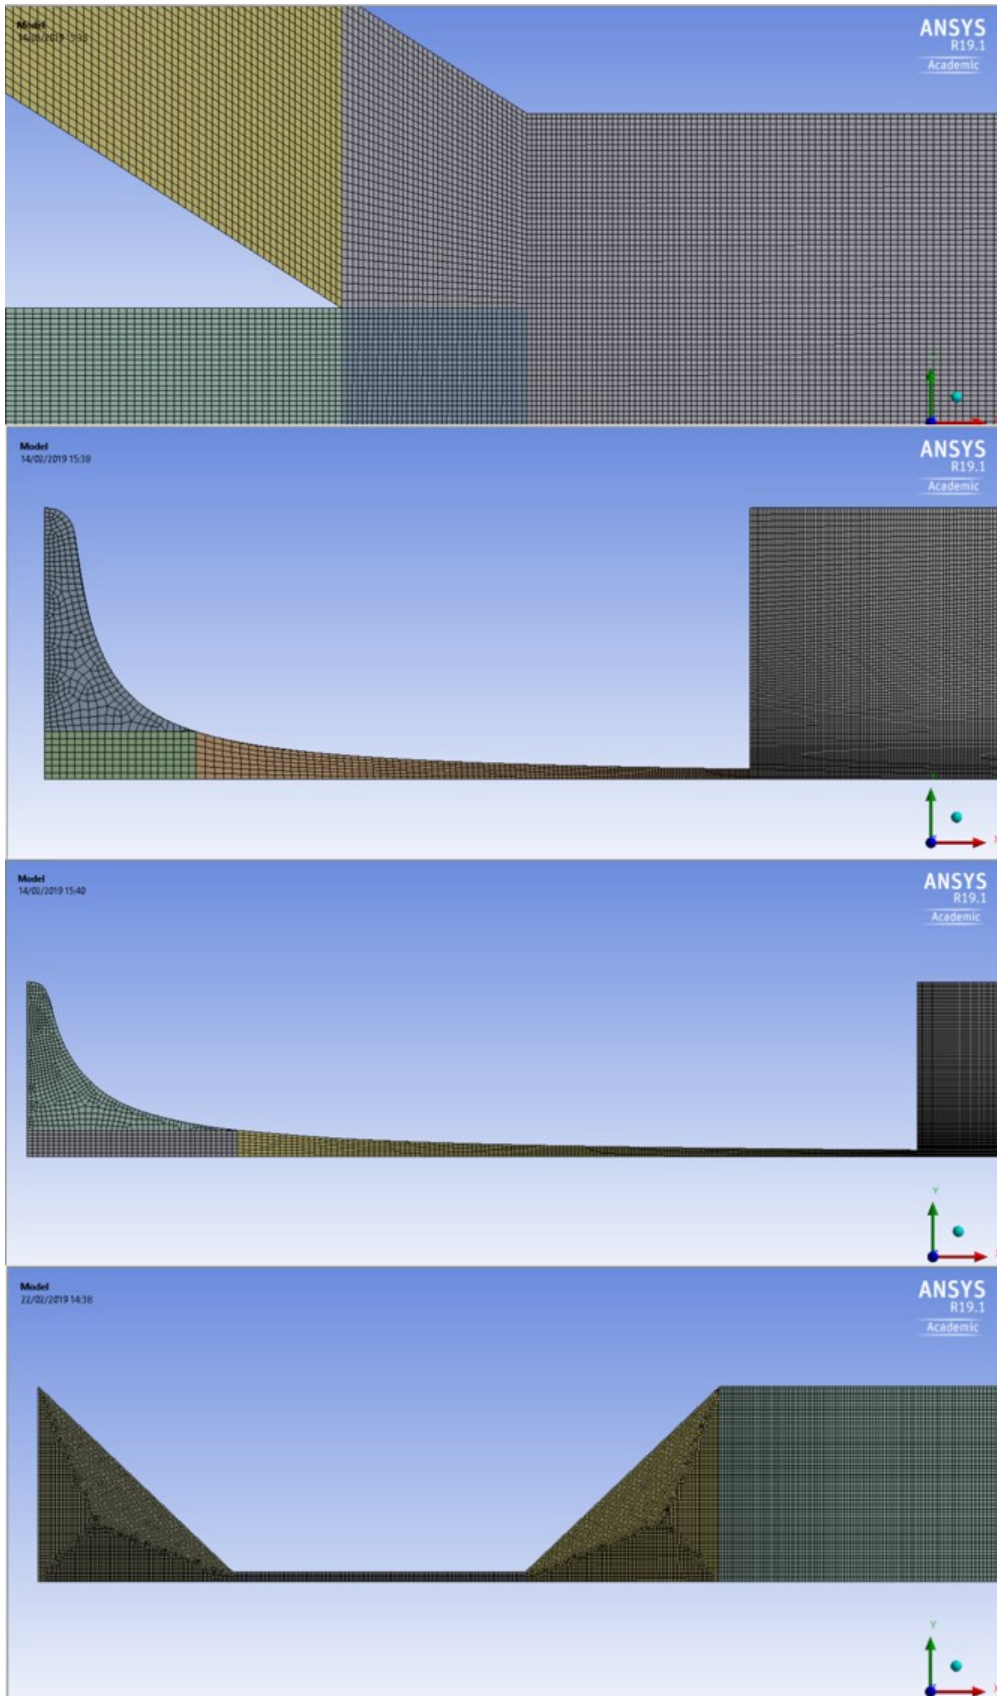 Model
ANSYS
R19.1
Academic
Model
14/02/2019 15:38
ANSYS
R19.1
Academic
Model
14/02/2019 15:40
ANSYS
R19.1
Academic
Y
Model
22/02/2019 14:38
ANSYS
R19.1
Academic
Y